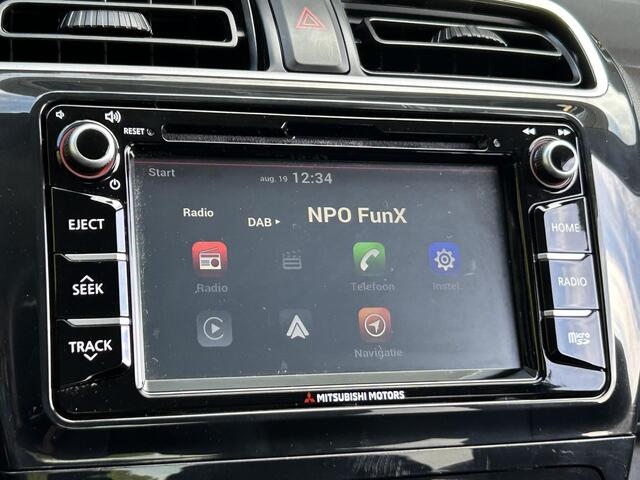 RESET
EJECT
SEEK
TRACK
HOME
RADIO
micro SD
Start
aug. 19 12:34
Radio
DAB
NPO FunX
Radio
Telefoon
Instel.
Navigatie
MITSUBISHI MOTORS